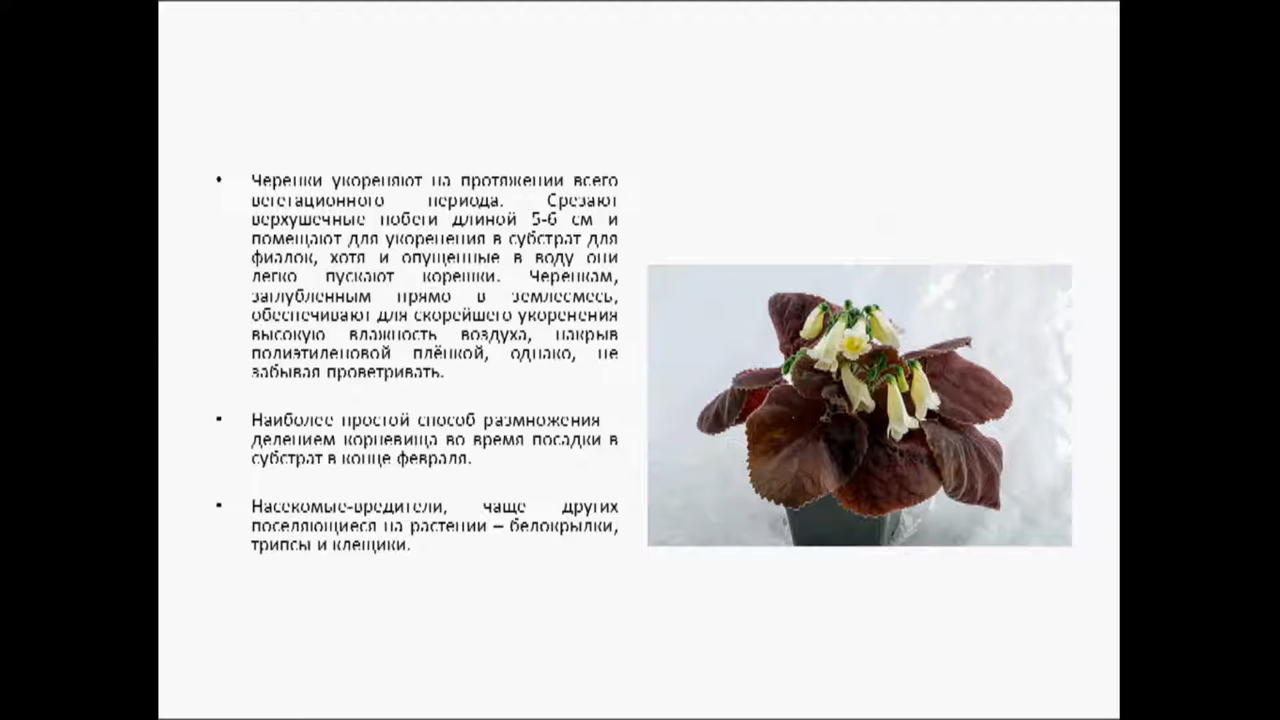 • Черенки укореняют на протяжении всего
вегетационного периода. Срезают
верхушечные побеги длиной 5-6 см и
помещают для укоренения в субстрат для
фиалок, хотя и опущенные в воду они
легко пускают корешки. Черенкам,
заглубленным прямо в землесмесь,
обеспечивают для скорейшего укоренения
высокую влажность воздуха, накрыв
полиэтиленовой плёнкой, однако, не
забывая проветривать.
• Наиболее простой способ размножения
делением корневища во время посадки в
субстрат в конце февраля.
• Насекомые-вредители, чаще других
поселяющиеся на растении – белокрылки,
трипсы и клещики.